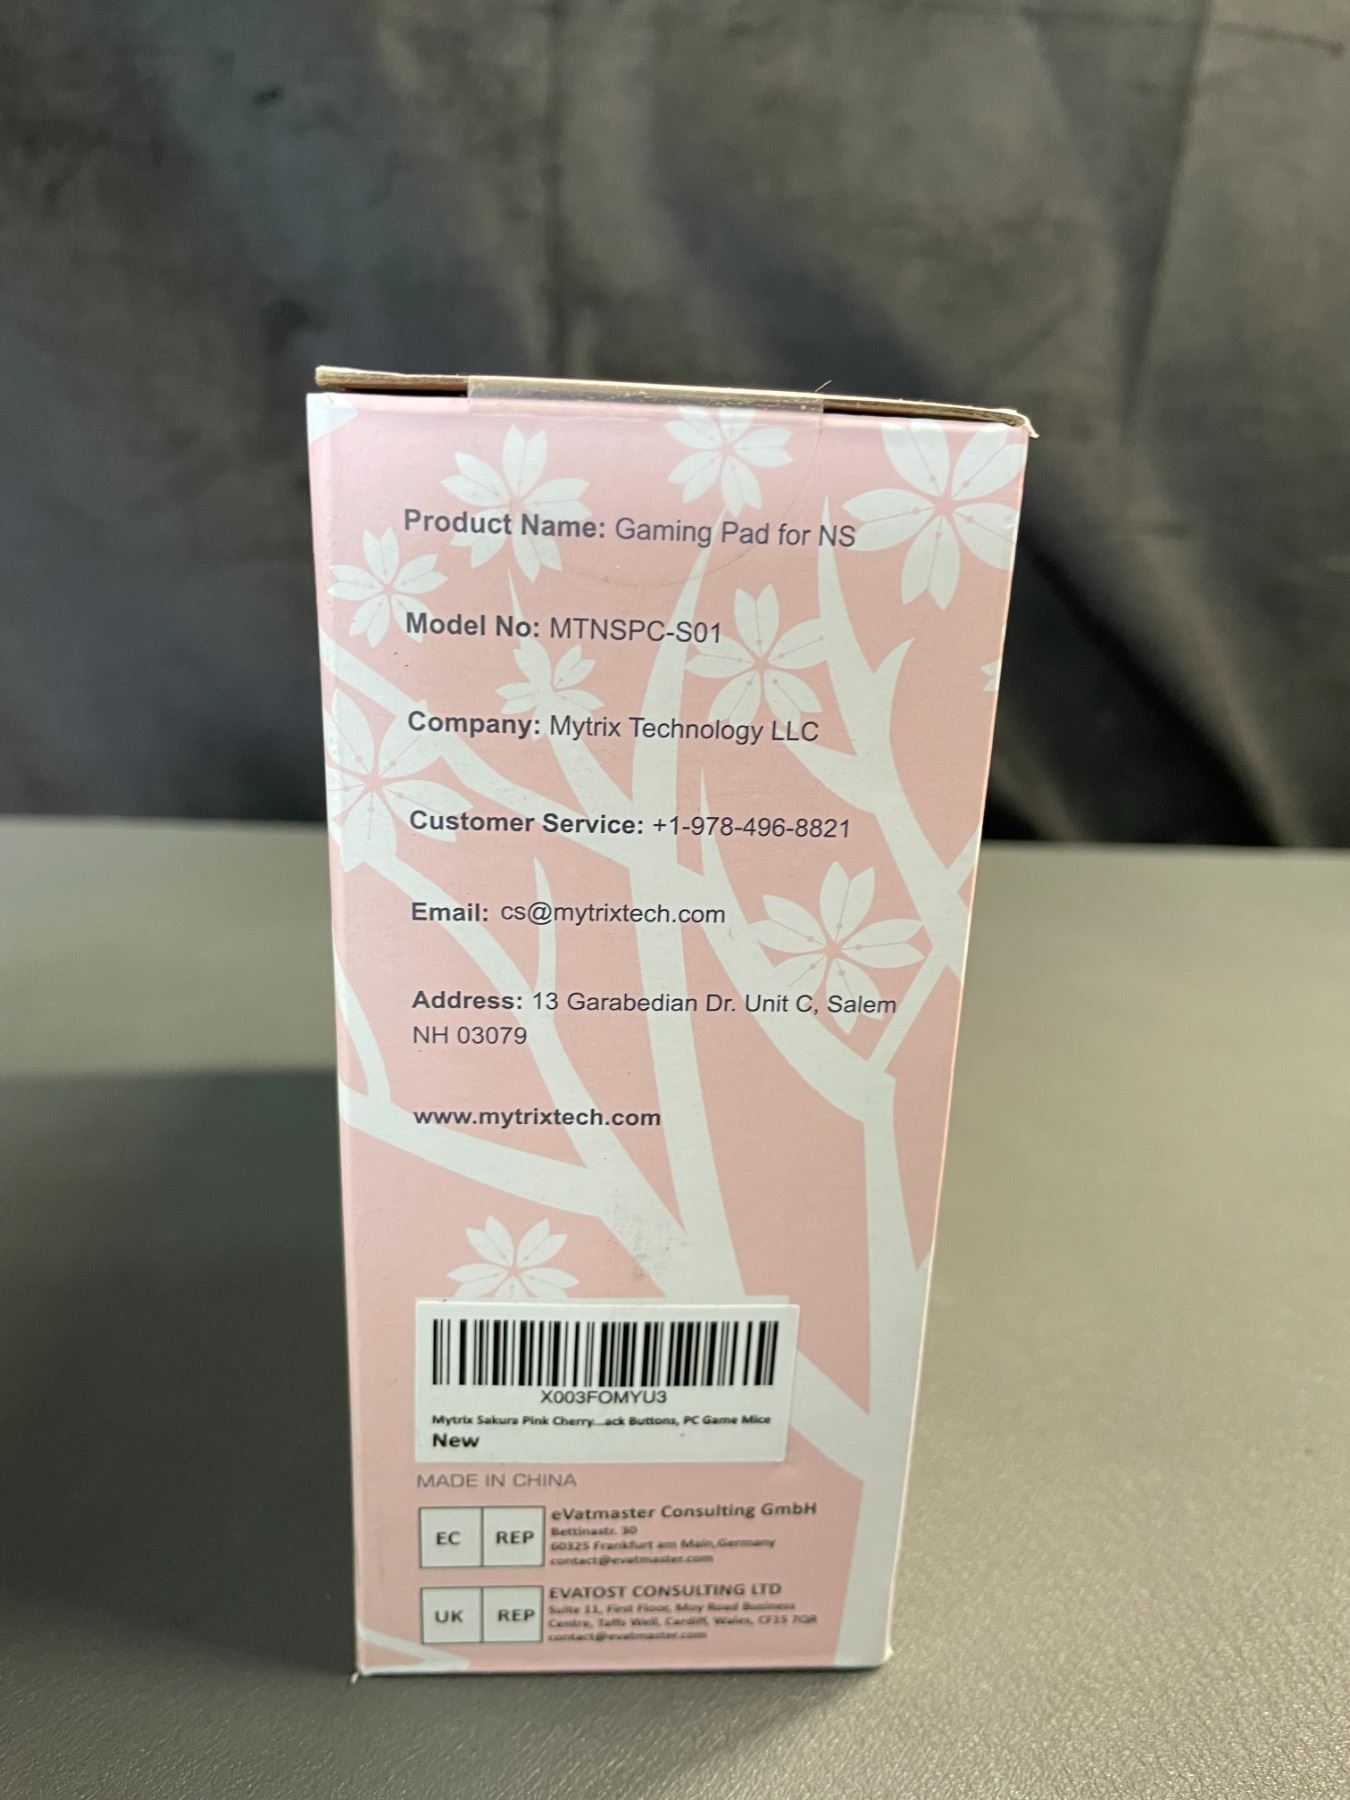 Product Name: Gaming Pad for NS
Model No: MTNSPC-S01
Company: Mytrix Technology LLC
Customer Service: +1-978-496-8821
Email: cs@mytrixtech.com
Address: 13 Garabedian Dr. Unit C, Salem
NH 03079
www.mytrixtech.com
X003FOMYU3
Mytrix Sakura Pink Cherry...ack Buttons, PC Game Mice
New
MADE IN CHINA
EC REP
eVatmaster Consulting GmbH
Bettinastr. 30
60325 Frankfurt am Main, Germany
contact@evatmaster.com
UK REP
EVATOST CONSULTING LTD
Suite 11, First Floor, Moy Road Business
Centre, Taffs Well, Cardiff, Wales, CF15 7QR
contact@evatmaster.com